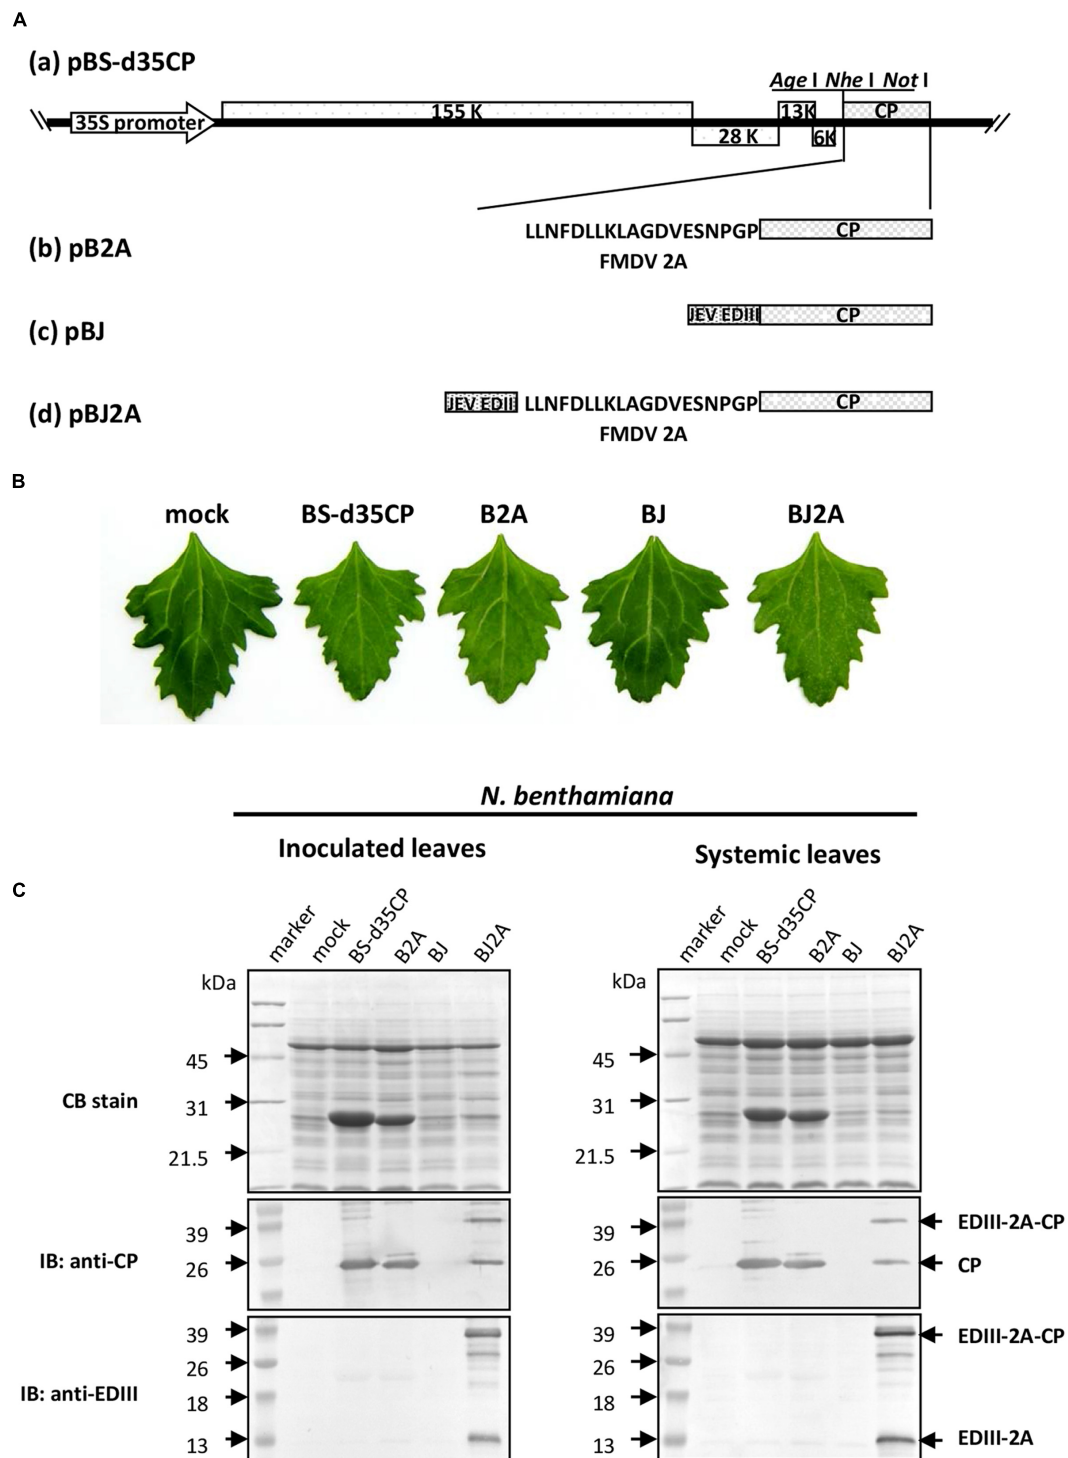 A
(a) pBS-d35CP
Age I Nhe I Not I
35S promoter
155 K
28 K
13K
6K
CP
(b) pB2A
LLNFDLLKLAGDVESNPGP
CP
FMDV 2A
(c) pBJ
JEV EDIII
CP
(d) pBJ2A
JEV EDII
LLNFDLLKLAGDVESNPGP
CP
FMDV 2A
B
mock
BS-d35CP
B2A
BJ
BJ2A
N. benthamiana
Inoculated leaves
Systemic leaves
C
marker
mock
BS-d35CP
B2A
BJ
BJ2A
marker
mock
BS-d35CP
B2A
BJ
BJ2A
kDa
kDa
CB stain
45
31
21.5
45
31
21.5
IB: anti-CP
39
26
39
26
EDIII-2A-CP
CP
IB: anti-EDIII
39
26
18
13
39
26
18
13
EDIII-2A-CP
EDIII-2A